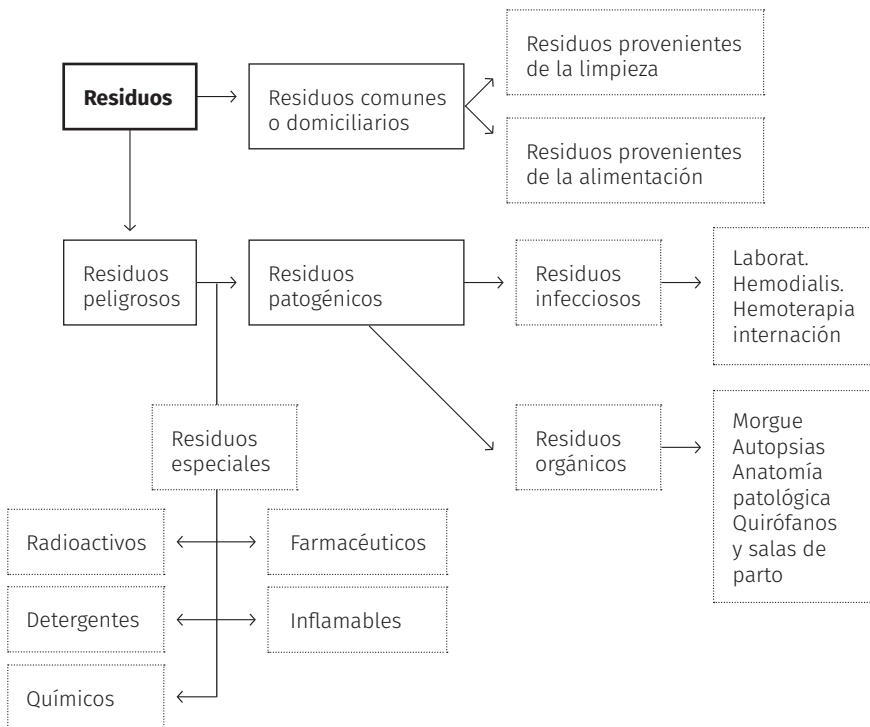 Residuos
Residuos comunes
o domiciliarios
Residuos provenientes
de la limpieza
Residuos provenientes
de la alimentación
Residuos
peligrosos
Residuos
patogénicos
Residuos
infecciosos
Laborat.
Hemodialis.
Hemoterapia
internación
Residuos
orgánicos
Morgue
Autopsias
Anatomía
patológica
Quirófanos
y salas de
parto
Residuos
especiales
Radioactivos
Farmacéuticos
Detergentes
Inflamables
Químicos